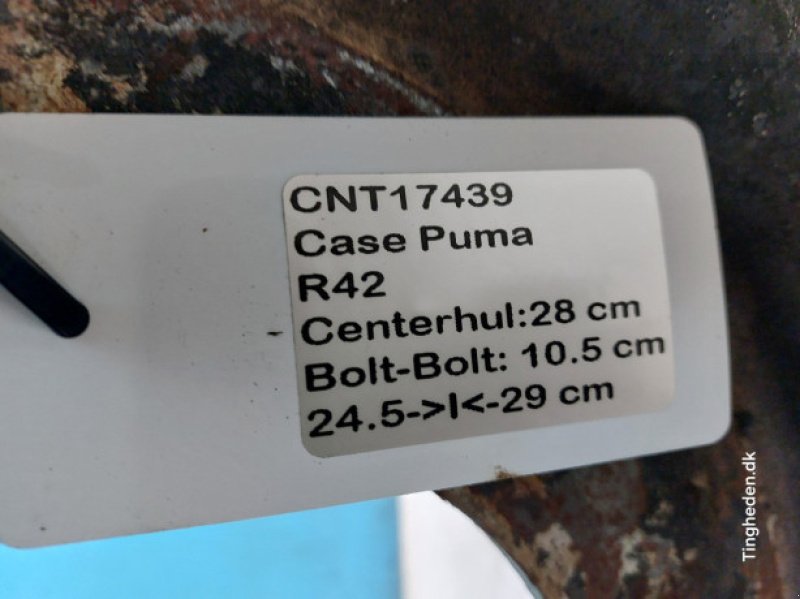 CNT17439
Case Puma
R42
Centerhul:28 cm
Bolt-Bolt: 10.5 cm
24.5->|<-29 cm
Tingheden.dk